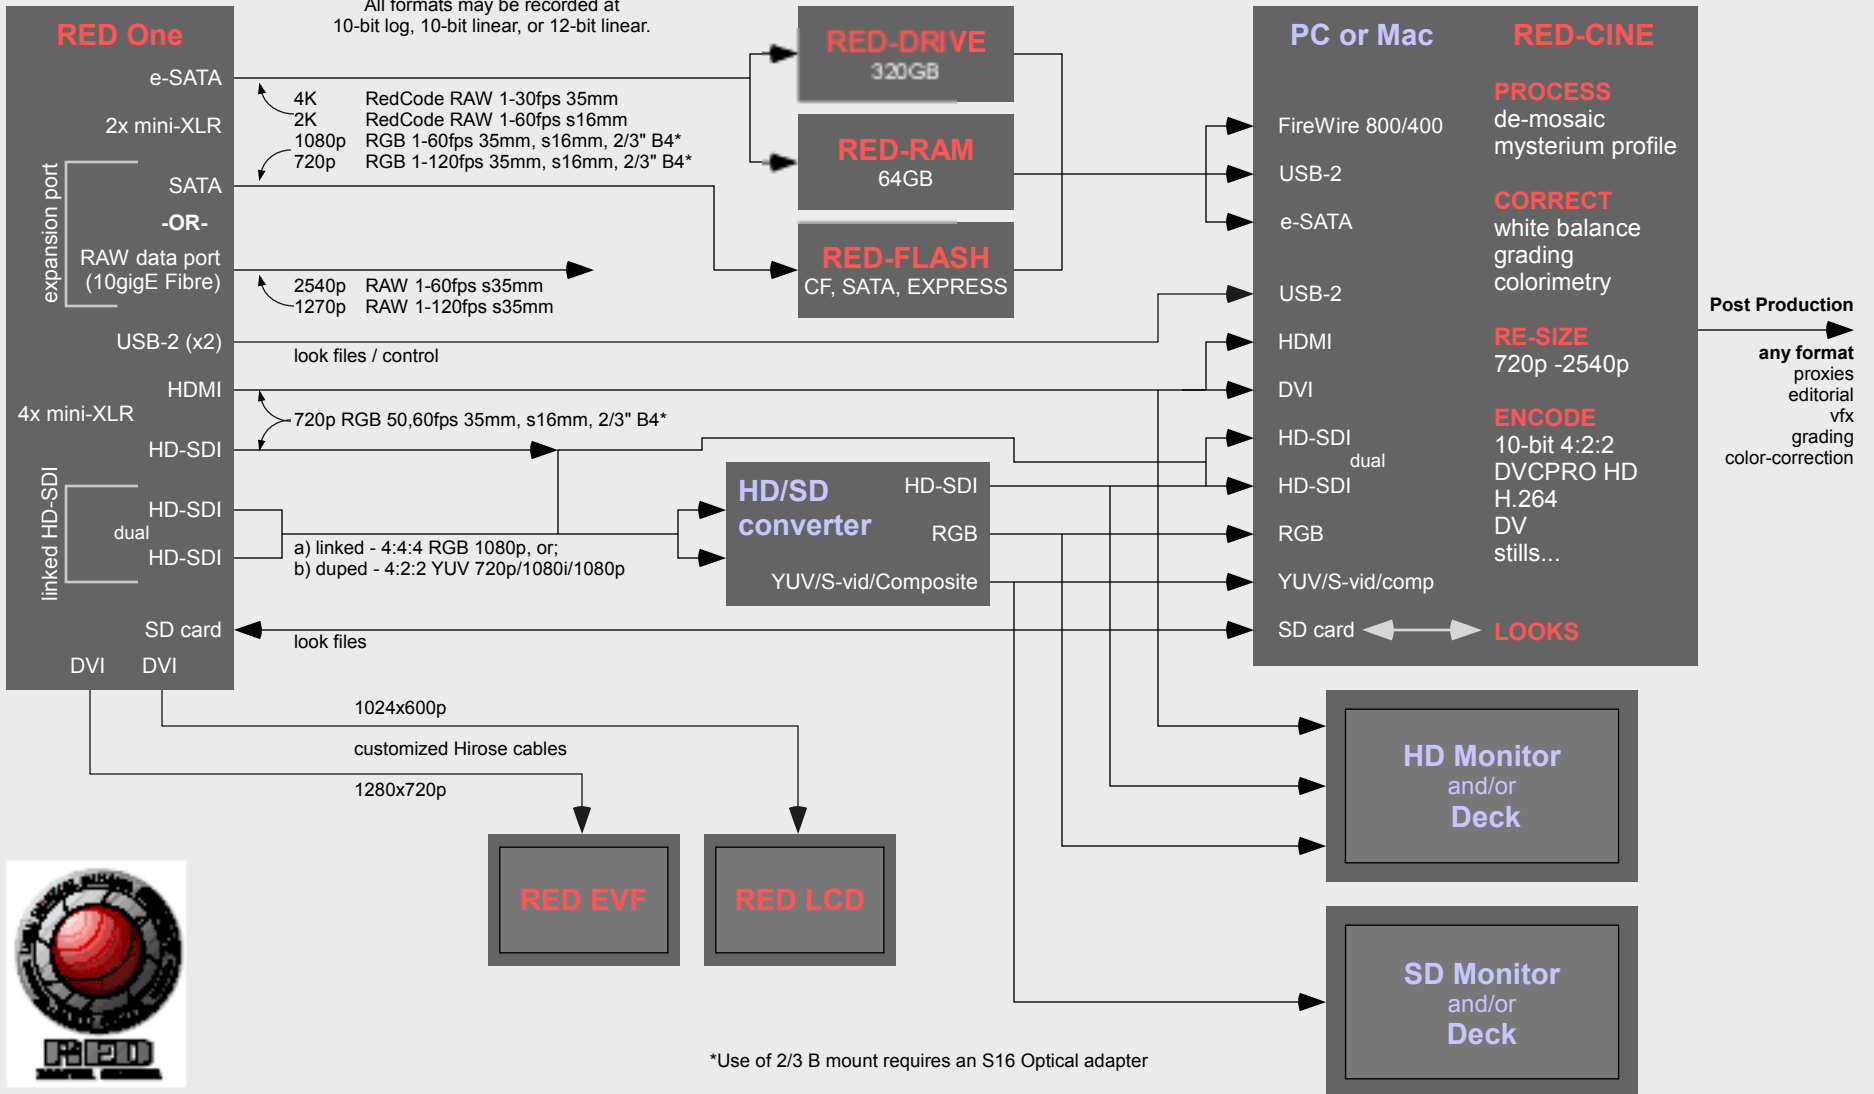 All formats may be recorded at
10-bit log, 10-bit linear, or 12-bit linear.
RED One
e-SATA
2x mini-XLR
expansion port
SATA
-OR-
RAW data port
(10gigE Fibre)
USB-2 (x2)
HDMI
4x mini-XLR
HD-SDI
linked HD-SDI
HD-SDI
dual
HD-SDI
SD card
DVI DVI
4K RedCode RAW 1-30fps 35mm
2K RedCode RAW 1-60fps s16mm
1080p RGB 1-60fps 35mm, s16mm, 2/3" B4*
720p RGB 1-120fps 35mm, s16mm, 2/3" B4*
2540p RAW 1-60fps s35mm
1270p RAW 1-120fps s35mm
look files / control
720p RGB 50,60fps 35mm, s16mm, 2/3" B4*
a) linked - 4:4:4 RGB 1080p, or;
b) duped - 4:2:2 YUV 720p/1080i/1080p
look files
1024x600p
customized Hirose cables
1280x720p
RED-DRIVE
320GB
RED-RAM
64GB
RED-FLASH
CF, SATA, EXPRESS
HD/SD
converter
HD-SDI
RGB
YUV/S-vid/Composite
RED EVF
RED LCD
PC or Mac
FireWire 800/400
USB-2
e-SATA
USB-2
HDMI
DVI
HD-SDI
dual
HD-SDI
RGB
YUV/S-vid/comp
SD card
RED-CINE
PROCESS
de-mosaic
mysterium profile
CORRECT
white balance
grading
colorimetry
RE-SIZE
720p -2540p
ENCODE
10-bit 4:2:2
DVCPRO HD
H.264
DV
stills...
LOOKS
Post Production
any format
proxies
editorial
vfx
grading
color-correction
HD Monitor
and/or
Deck
SD Monitor
and/or
Deck
RED
*Use of 2/3 B mount requires an S16 Optical adapter